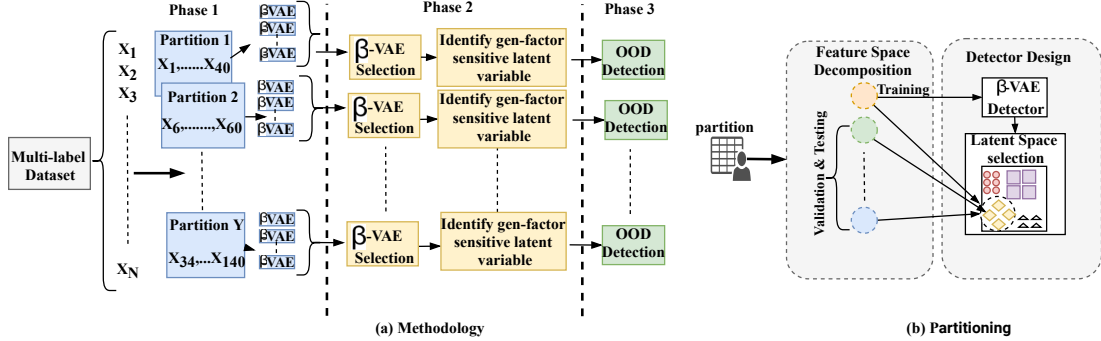 Phase 1
Phase 2
Phase 3
Multi-label
Dataset
X1
X2
X3
XN
Partition 1
X1,.......X40
Partition 2
X6,.......,X60
Partition Y
X34,...X140
βVAE
βVAE
βVAE
βVAE
βVAE
βVAE
βVAE
βVAE
βVAE
β-VAE
Selection
Identify gen-factor
sensitive latent
variable
OOD
Detection
β-VAE
Selection
Identify gen-factor
sensitive latent
variable
OOD
Detection
β-VAE
Selection
Identify gen-factor
sensitive latent
variable
OOD
Detection
(a) Methodology
partition
Feature Space
Decomposition
Training
Validation & Testing
Detector Design
β-VAE
Detector
Latent Space
selection
(b) Partitioning